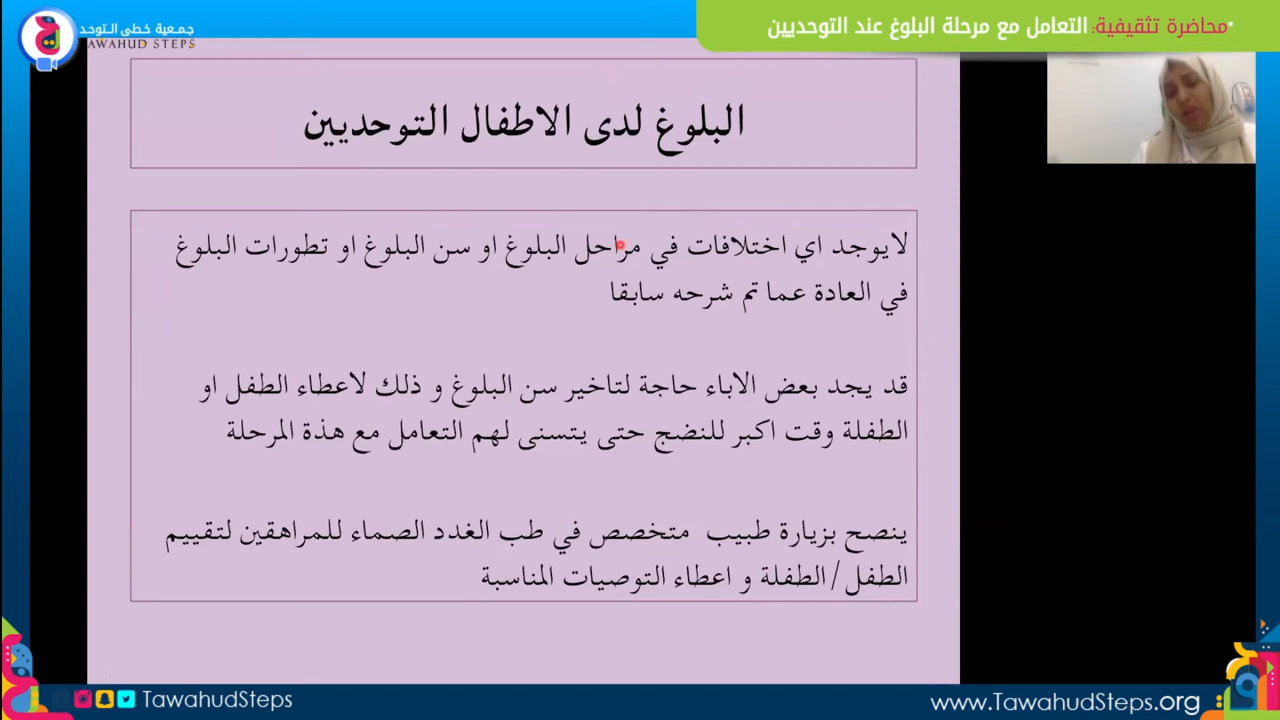 *محاضرة تثقيفية: التعامل مع مرحلة البلوغ عند التوحديين
جمعية خطى التوحد
TAWAHUD STEPS
البلوغ لدى الاطفال التوحديين
لايوجد اي اختلافات في مراحل البلوغ او سن البلوغ او تطورات البلوغ
في العادة عما تم شرحه سابقا
قد يجد بعض الاباء حاجة لتاخير سن البلوغ و ذلك لاعطاء الطفل او
الطفلة وقت اكبر للنضج حتى يتسنى لهم التعامل مع هذة المرحلة
ينصح بزيارة طبيب متخصص في طب الغدد الصماء للمراهقين لتقييم
الطفل/الطفلة و اعطاء التوصيات المناسبة
TawahudSteps
www.TawahudSteps.org